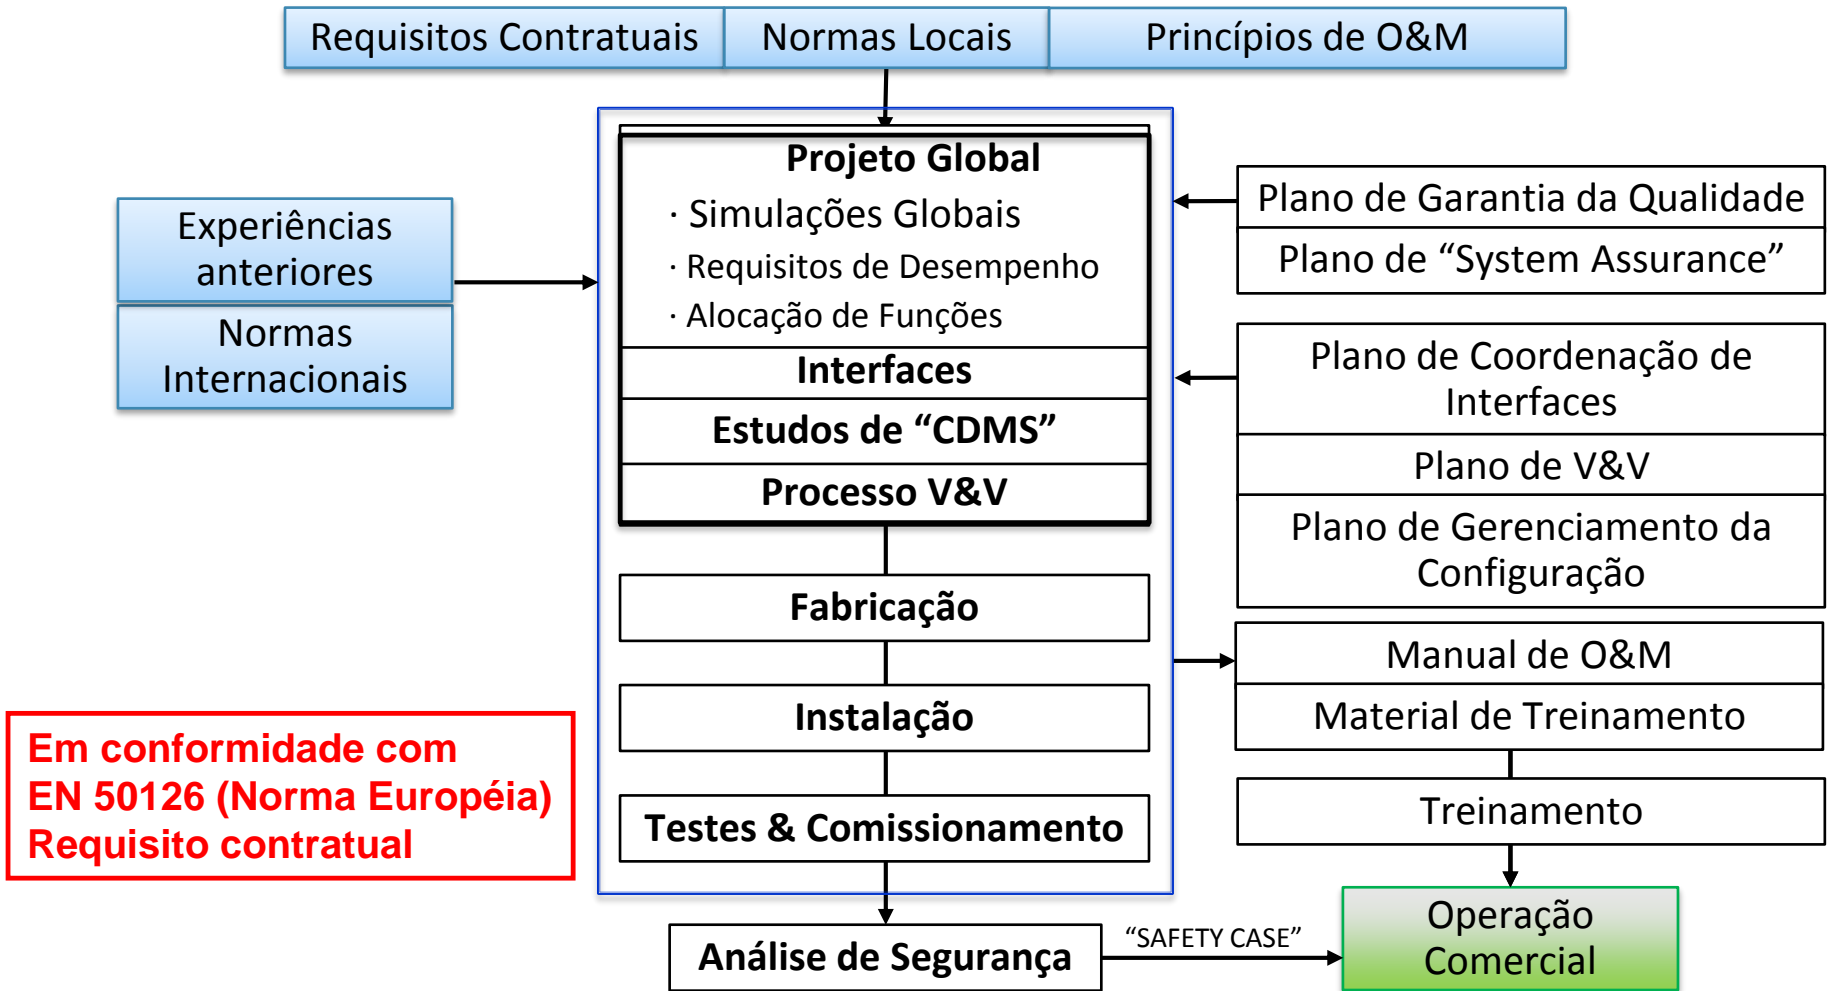 Requisitos Contratuais
Normas Locais
Princípios de O&M
Experiências
anteriores
Normas
Internacionais
Projeto Global
· Simulações Globais
· Requisitos de Desempenho
· Alocação de Funções
Interfaces
Estudos de “CDMS”
Processo V&V
Fabricação
Instalação
Testes & Comissionamento
Análise de Segurança
Plano de Garantia da Qualidade
Plano de “System Assurance”
Plano de Coordenação de
Interfaces
Plano de V&V
Plano de Gerenciamento da
Configuração
Manual de O&M
Material de Treinamento
Treinamento
“SAFETY CASE”
Operação
Comercial
Em conformidade com
EN 50126 (Norma Européia)
Requisito contratual